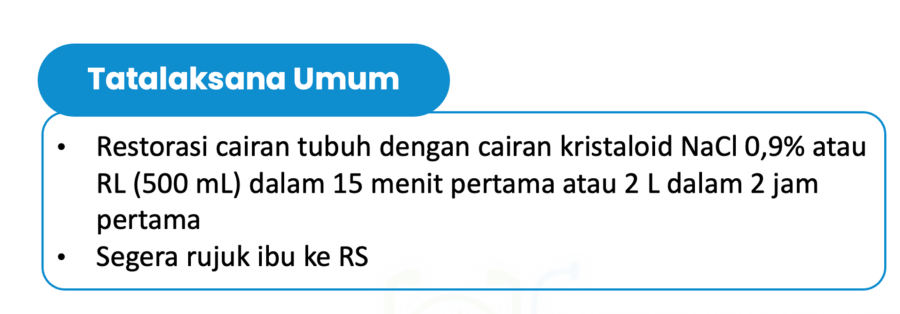 Tatalaksana Umum
• Restorasi cairan tubuh dengan cairan kristaloid NaCl 0,9% atau
RL (500 mL) dalam 15 menit pertama atau 2 L dalam 2 jam
pertama
• Segera rujuk ibu ke RS